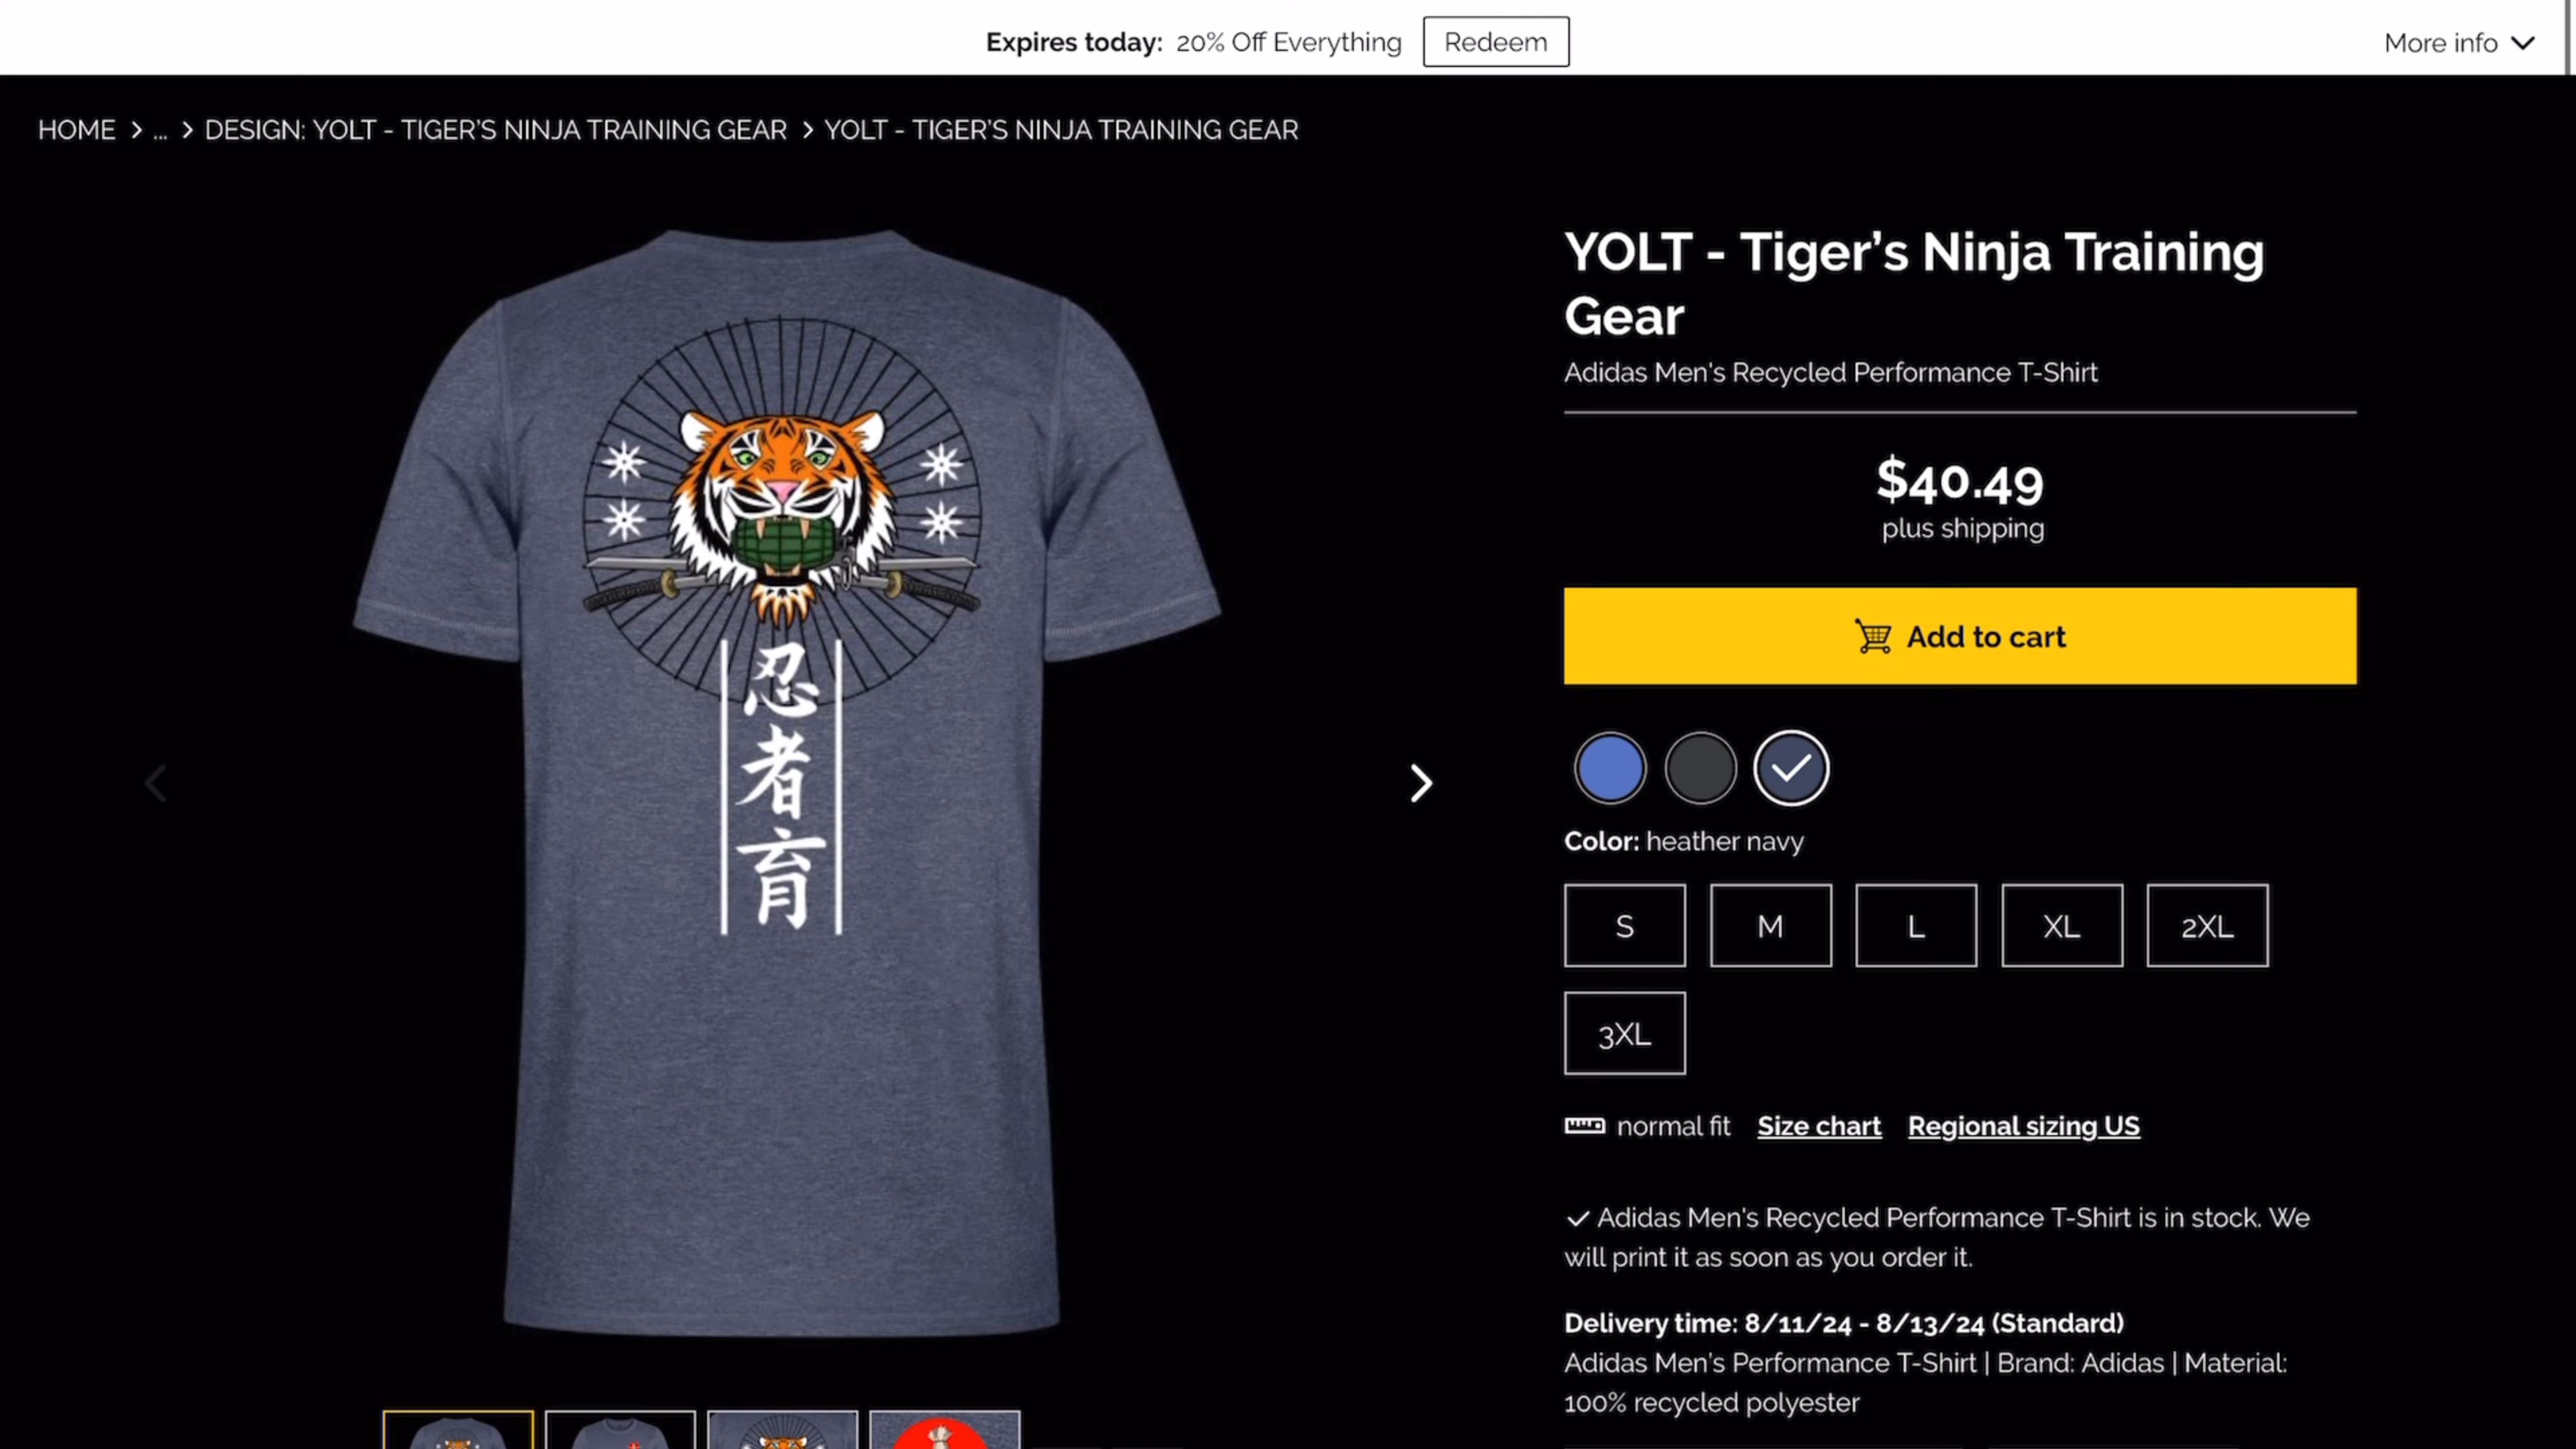 Expires today: 20% Off Everything Redeem
More info
HOME > ... > DESIGN: YOLT - TIGER'S NINJA TRAINING GEAR > YOLT - TIGER'S NINJA TRAINING GEAR
忍者育
YOLT - Tiger's Ninja Training
Gear
Adidas Men's Recycled Performance T-Shirt
$40.49
plus shipping
Add to cart
Color: heather navy
S M L XL 2XL
3XL
normal fit Size chart Regional sizing US
✓ Adidas Men's Recycled Performance T-Shirt is in stock. We
will print it as soon as you order it.
Delivery time: 8/11/24 - 8/13/24 (Standard)
Adidas Men's Performance T-Shirt | Brand: Adidas | Material:
100% recycled polyester